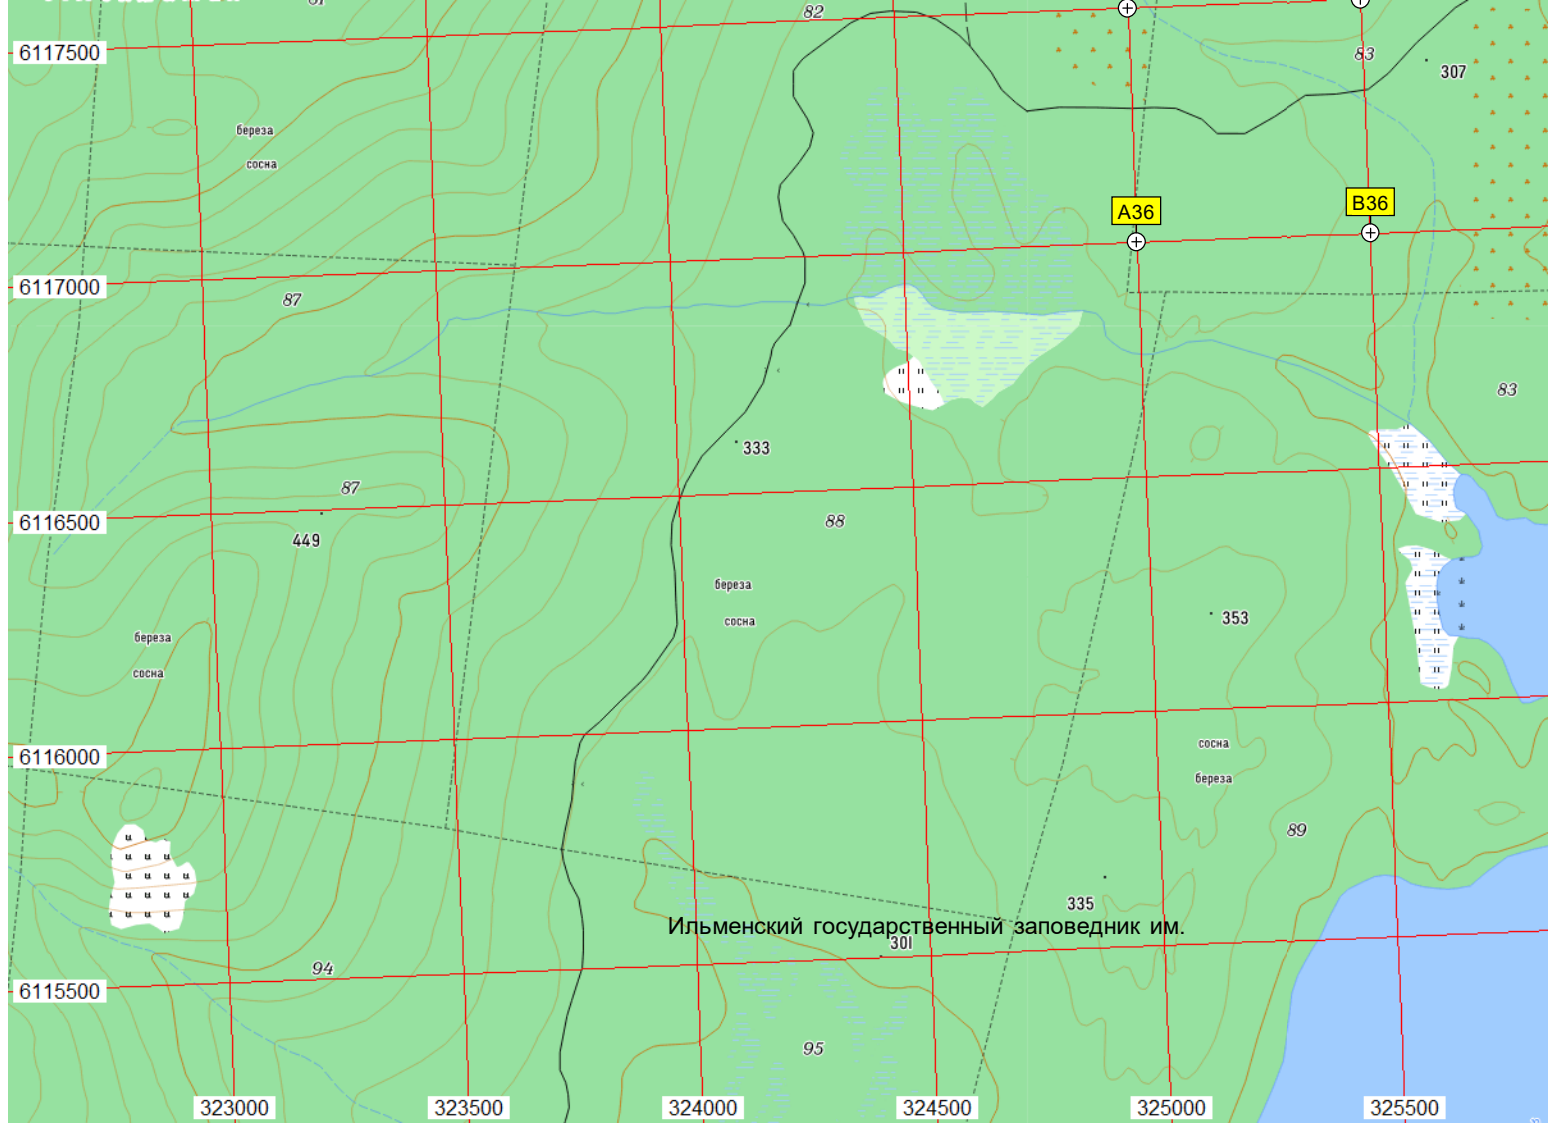 82
6117500
83
307
береза
сосна
B36
A36
6117000
87
83
333
87
6116500
88
449
береза
353
сосна
береза
сосна
сосна
6116000
береза
89
335
Ильменский государственный заповедник им.
30I
94
6115500
95
323000 323500 324000 324500 325000 325500